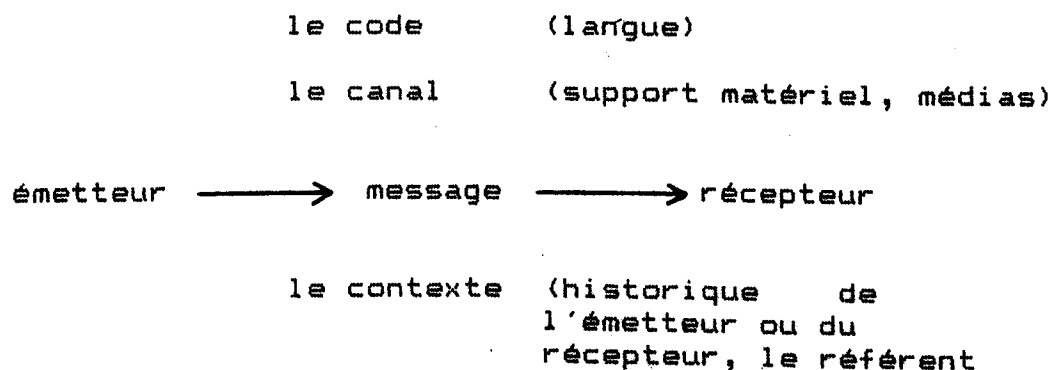 le code (langue)
le canal (support matériel, médias)
émetteur → message → récepteur
le contexte (historique de
l'émetteur ou du
récepteur, le référent